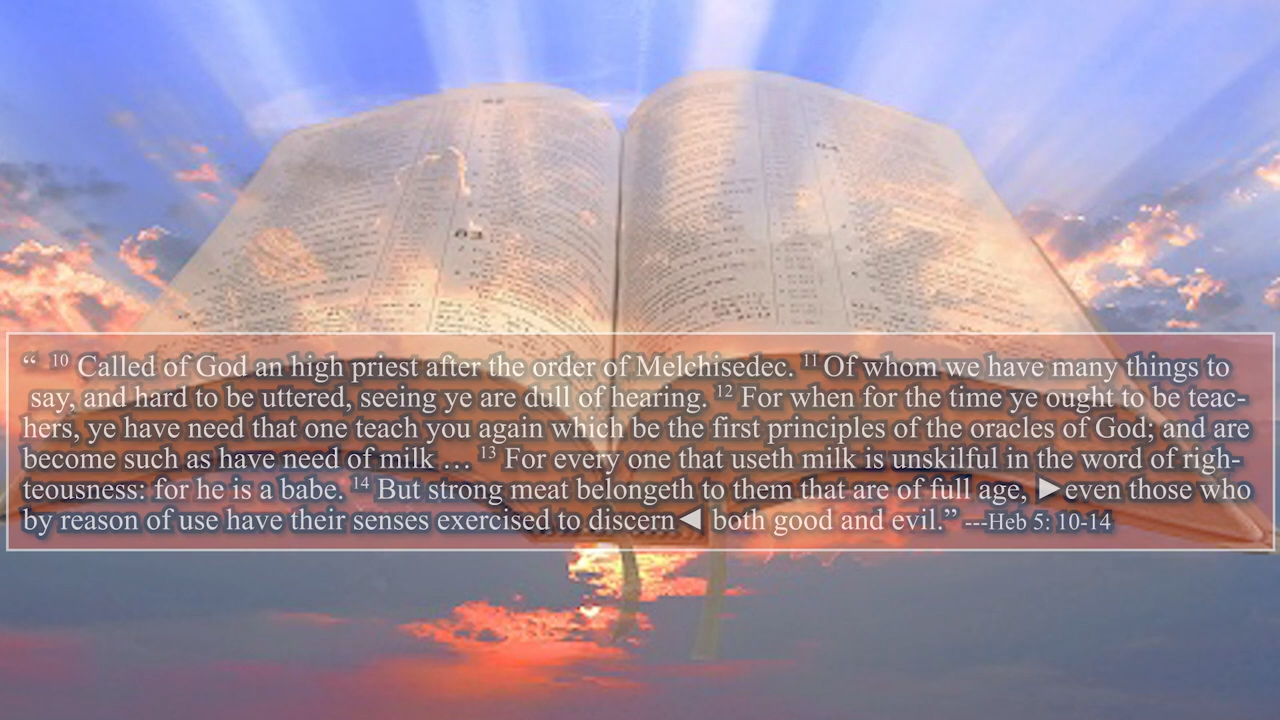 “ ¹⁰ Called of God an high priest after the order of Melchisedec. ¹¹ Of whom we have many things to
say, and hard to be uttered, seeing ye are dull of hearing. ¹² For when for the time ye ought to be teac-
hers, ye have need that one teach you again which be the first principles of the oracles of God; and are
become such as have need of milk … ¹³ For every one that useth milk is unskilful in the word of righ-
teousness: for he is a babe. ¹⁴ But strong meat belongeth to them that are of full age, ►even those who
by reason of use have their senses exercised to discern◄ both good and evil.” ---Heb 5: 10-14